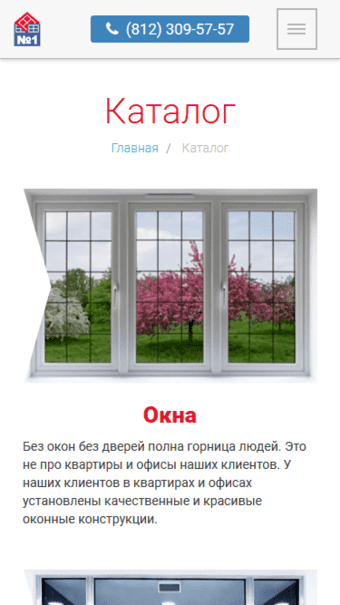 №1
(812) 309-57-57
Каталог
Главная / Каталог
Окна
Без окон без дверей полна горница людей. Это
не про квартиры и офисы наших клиентов. У
наших клиентов в квартирах и офисах
установлены качественные и красивые
оконные конструкции.